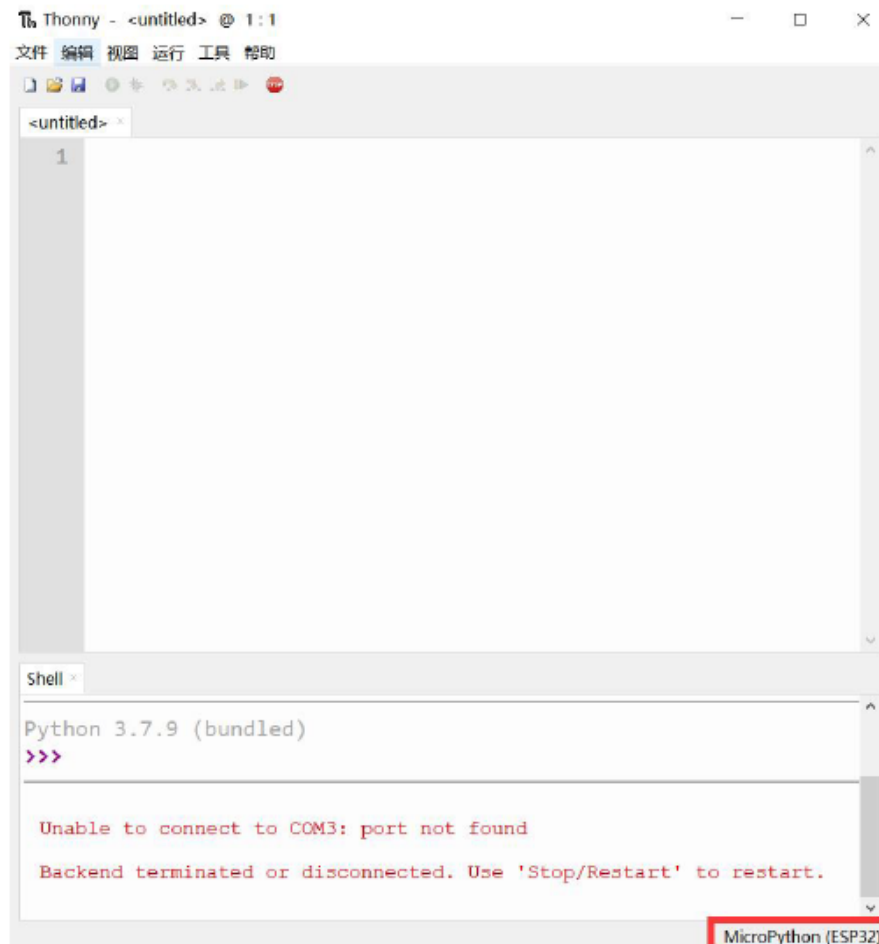 Thonny - <untitled> @ 1 : 1
文件 编辑 视图 运行 工具 帮助
STOP
<untitled> ×
1
Shell ×
Python 3.7.9 (bundled)
>>>
Unable to connect to COM3: port not found
Backend terminated or disconnected. Use 'Stop/Restart' to restart.
MicroPython (ESP32)